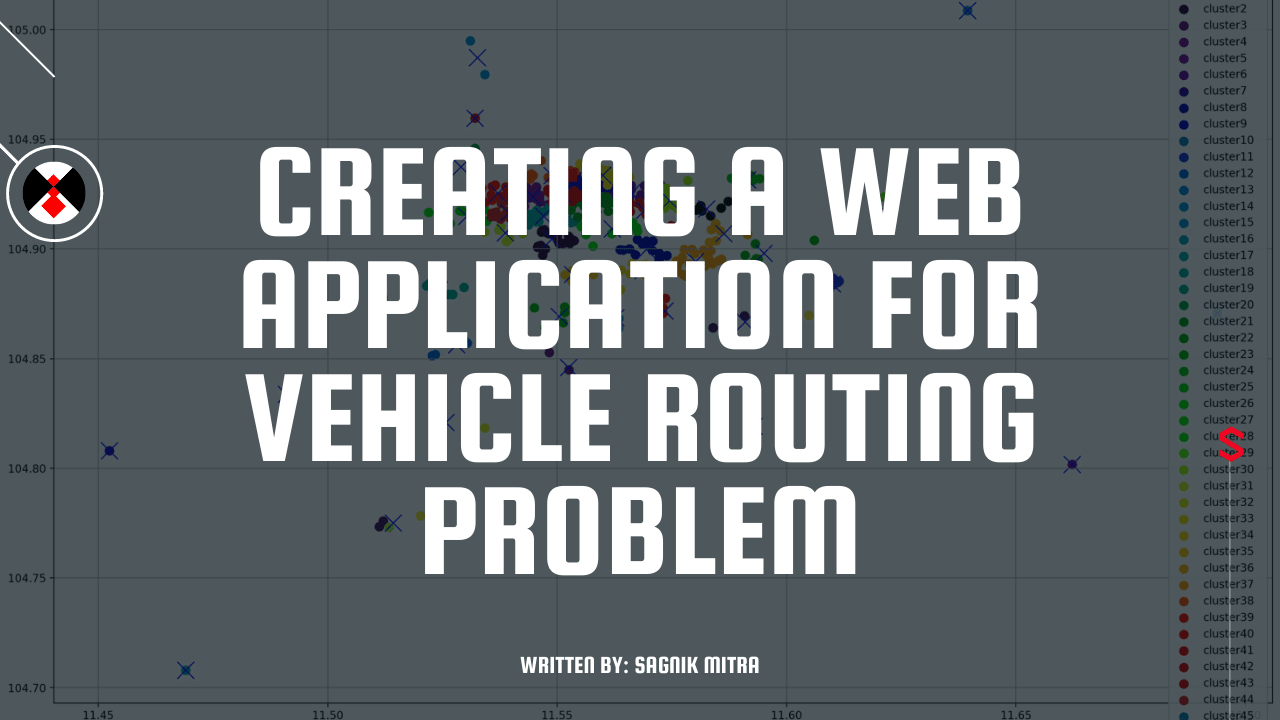 CREATING A WEB
APPLICATION FOR
VEHICLE ROUTING
PROBLEM
WRITTEN BY: SAGNIK MITRA
105.00
104.95
104.90
104.85
104.80
104.75
104.70
11.45
11.50
11.55
11.60
11.65
cluster2
cluster3
cluster4
cluster5
cluster6
cluster7
cluster8
cluster9
cluster10
cluster11
cluster12
cluster13
cluster14
cluster15
cluster16
cluster17
cluster18
cluster19
cluster20
cluster21
cluster22
cluster23
cluster24
cluster25
cluster26
cluster27
cluster28
cluster29
cluster30
cluster31
cluster32
cluster33
cluster34
cluster35
cluster36
cluster37
cluster38
cluster39
cluster40
cluster41
cluster42
cluster43
cluster44
cluster45
S